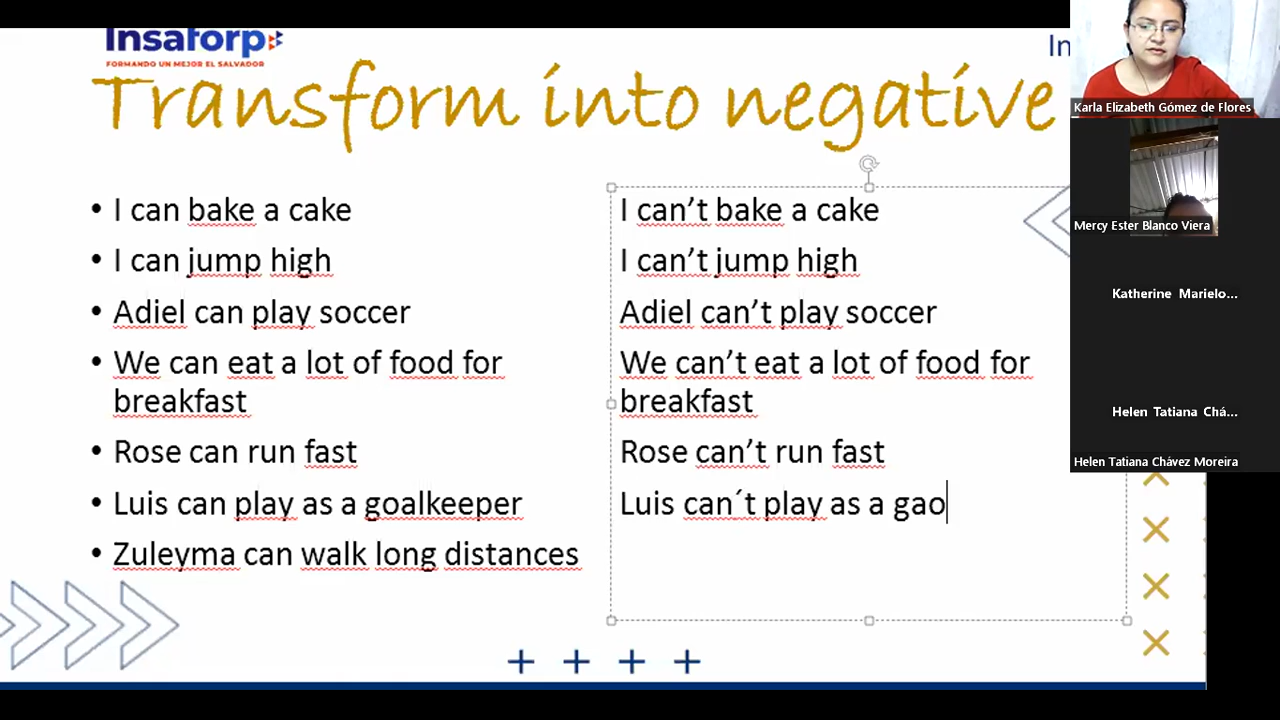 Insaforp
FORMANDO UN MEJOR EL SALVADOR
In
Transform into negative
• I can bake a cake
• I can jump high
• Adiel can play soccer
• We can eat a lot of food for
breakfast
• Rose can run fast
• Luis can play as a goalkeeper
• Zuleyma can walk long distances
I can’t bake a cake
I can’t jump high
Adiel can’t play soccer
We can’t eat a lot of food for
breakfast
Rose can’t run fast
Luis can´t play as a gao
Karla Elizabeth Gómez de Flores
Mercy Ester Blanco Viera
Katherine Marielo...
Helen Tatiana Chá...
Helen Tatiana Chávez Moreira